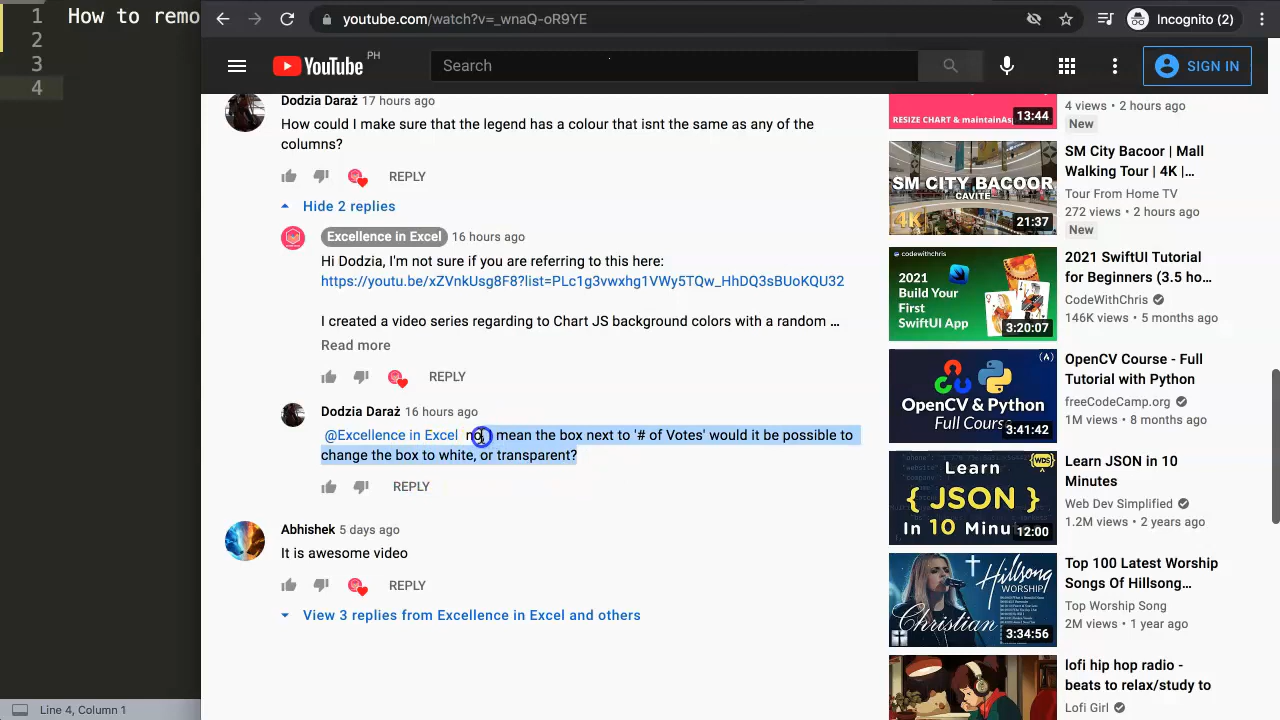 1 How to remo
2
3
4
youtube.com/watch?v=_wnaQ-oR9YE
Incognito (2)
YouTube PH
Search
SIGN IN
Dodzia Daraż 17 hours ago
How could I make sure that the legend has a colour that isnt the same as any of the
columns?
REPLY
Hide 2 replies
Excellence in Excel 16 hours ago
Hi Dodzia, I'm not sure if you are referring to this here:
https://youtu.be/xZVnkUsg8F8?list=PLc1g3vwxhg1VWy5TQw_HhDQ3sBUoKQU32
I created a video series regarding to Chart JS background colors with a random ...
Read more
REPLY
Dodzia Daraż 16 hours ago
@Excellence in Excel no mean the box next to '# of Votes' would it be possible to
change the box to white, or transparent?
REPLY
Abhishek 5 days ago
It is awesome video
REPLY
View 3 replies from Excellence in Excel and others
RESIZE CHART & 
13:44
4 views • 2 hours ago
New
SM CITY BACOOR
CAVITE
4K
21:37
SM City Bacoor | Mall
Walking Tour | 4K |...
Tour From Home TV
272 views • 2 hours ago
New
codewithchris
2021
Build Your
First
SwiftUI App
3:20:07
2021 SwiftUI Tutorial
for Beginners (3.5 ho...
CodeWithChris
146K views • 5 months ago
OpenCV & PYTHON
Full Course
3:41:42
OpenCV Course - Full
Tutorial with Python
freeCodeCamp.org
1M views • 8 months ago
WDS
Learn
{ JSON }
In 10 Minu
12:00
Learn JSON in 10
Minutes
Web Dev Simplified
1.2M views • 2 years ago
Hillsong
WORSHIP
Christian
3:34:56
Top 100 Latest Worship
Songs Of Hillsong...
Top Worship Song
2M views • 1 year ago
lofi hip hop radio -
beats to relax/study to
Lofi Girl
Line 4, Column 1